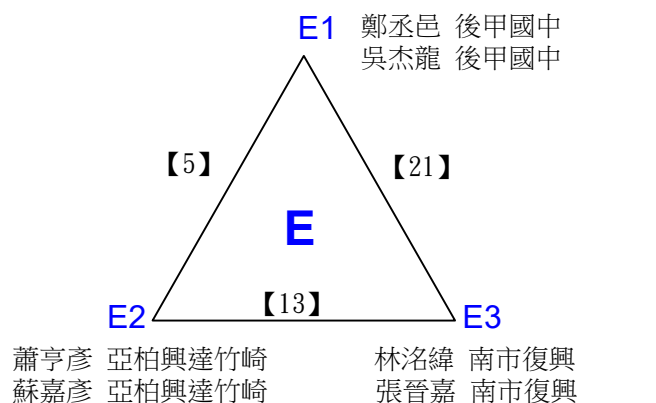 E1 鄭丞邑 後甲國中
吳杰龍 後甲國中
【5】
【21】
E
【13】
E2
E3
蕭亨彥 亞柏興達竹崎
蘇嘉彥 亞柏興達竹崎
林洺緯 南市復興
張晉嘉 南市復興